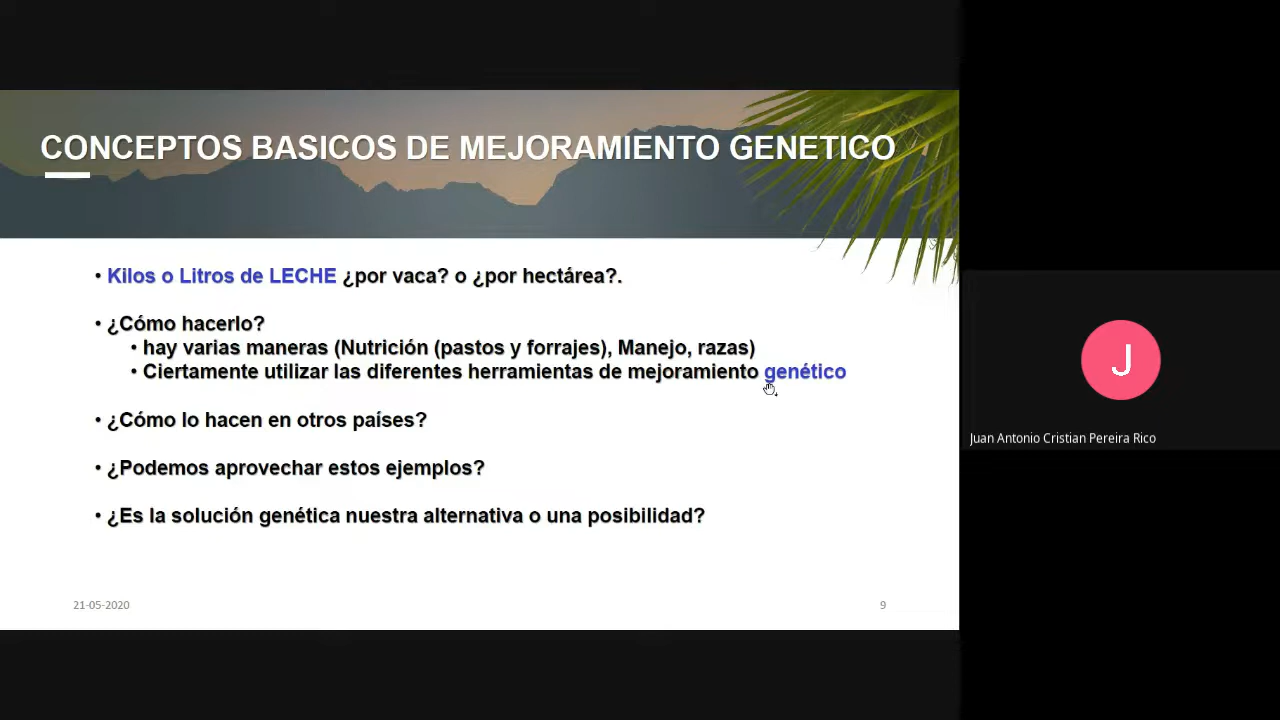 CONCEPTOS BASICOS DE MEJORAMIENTO GENETICO
• Kilos o Litros de LECHE ¿por vaca? o ¿por hectárea?.
• ¿Cómo hacerlo?
• hay varias maneras (Nutrición (pastos y forrajes), Manejo, razas)
• Ciertamente utilizar las diferentes herramientas de mejoramiento genético
• ¿Cómo lo hacen en otros países?
• ¿Podemos aprovechar estos ejemplos?
• ¿Es la solución genética nuestra alternativa o una posibilidad?
21-05-2020
9
J
Juan Antonio Cristian Pereira Rico